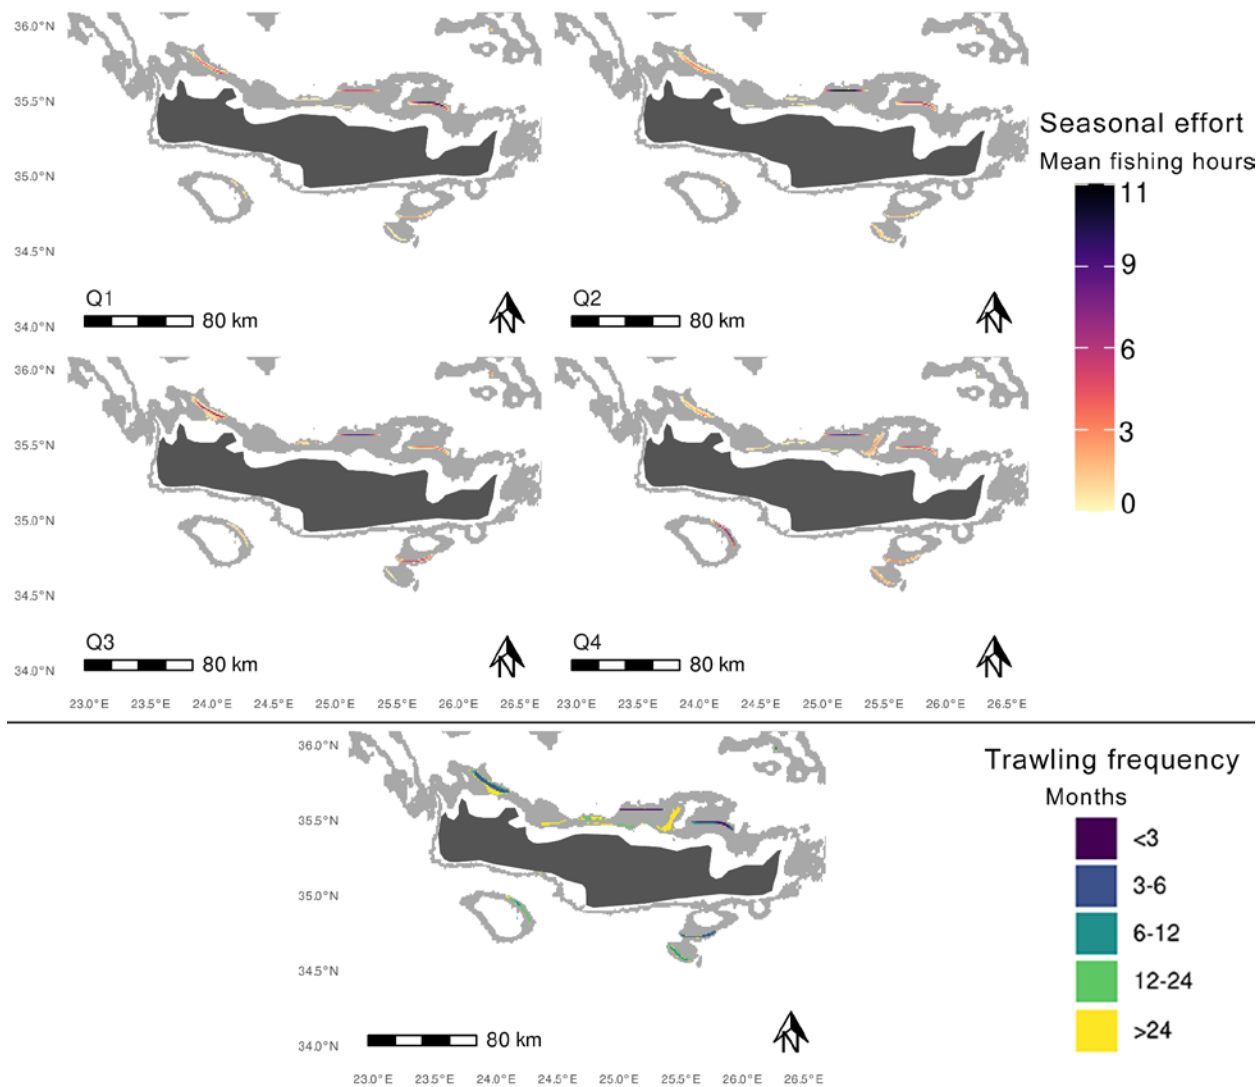 36.0°N
35.5°N
35.0°N
34.5°N
34.0°N
Q1
80 km
N
Q2
80 km
N
Seasonal effort
Mean fishing hours
11
9
6
3
0
36.0°N
35.5°N
35.0°N
34.5°N
34.0°N
Q3
80 km
N
Q4
80 km
N
23.0°E 23.5°E 24.0°E 24.5°E 25.0°E 25.5°E 26.0°E 26.5°E
23.0°E 23.5°E 24.0°E 24.5°E 25.0°E 25.5°E 26.0°E 26.5°E
36.0°N
35.5°N
35.0°N
34.5°N
34.0°N
80 km
N
23.0°E 23.5°E 24.0°E 24.5°E 25.0°E 25.5°E 26.0°E 26.5°E
Trawling frequency
Months
<3
3-6
6-12
12-24
>24